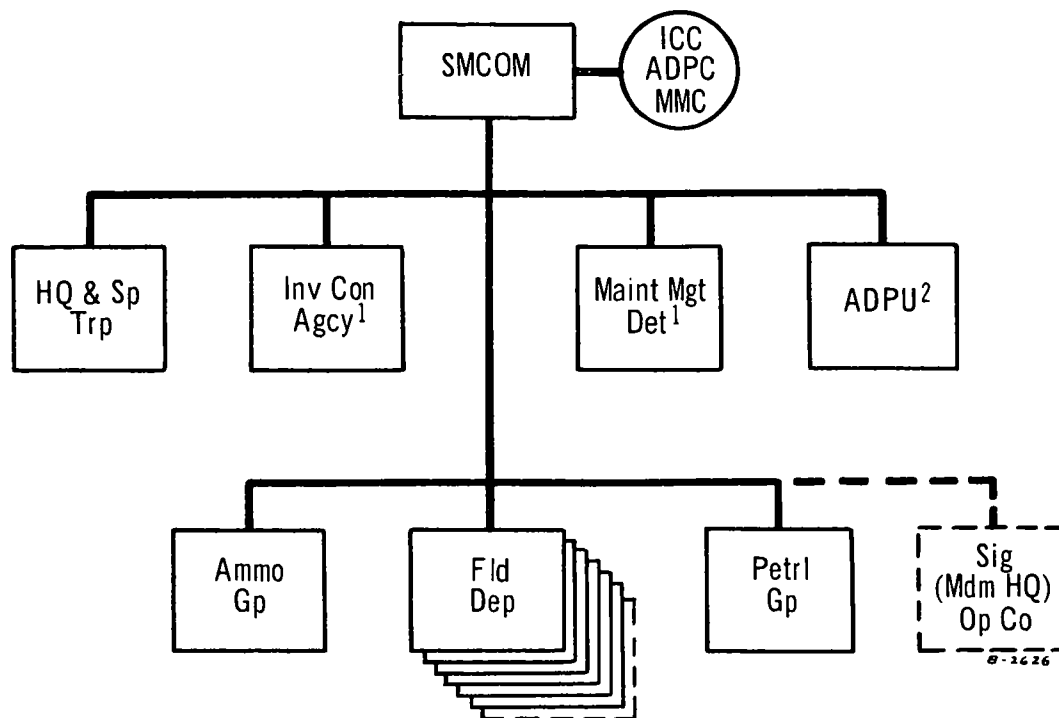 SMCOM
ICC
ADPC
MMC
HQ & Sp
Trp
Inv Con
Agcy¹
Maint Mgt
Det¹
ADPU²
Ammo
Gp
Fld
Dep
Petrl
Gp
Sig
(Mdm HQ)
Op Co
8-2626